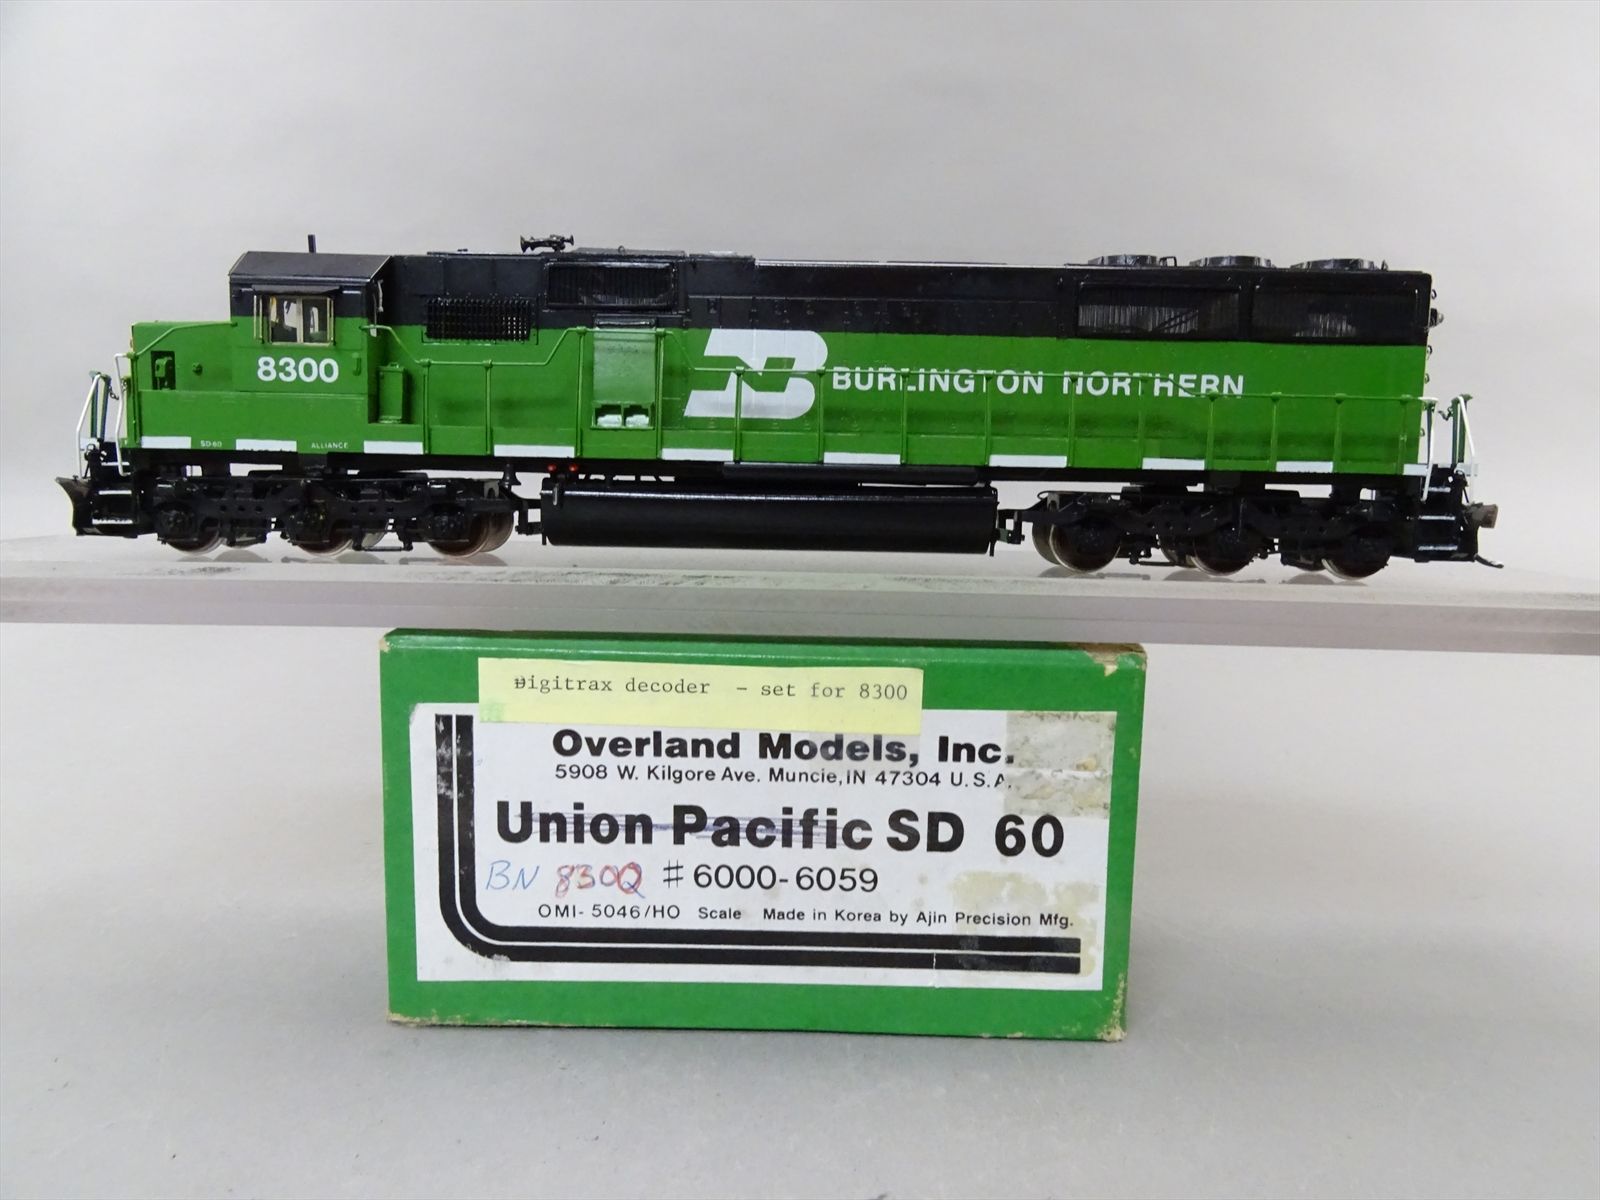 8300
BN BURLINGTON NORTHERN
SD-60
ALLIANCE
Digitrax decoder - set for 8300
Overland Models, Inc.
5908 W. Kilgore Ave. Muncie, IN 47304 U.S.A.
Union Pacific SD 60
BN 8300 # 6000-6059
OMI-5046/HO Scale Made in Korea by Ajin Precision Mfg.